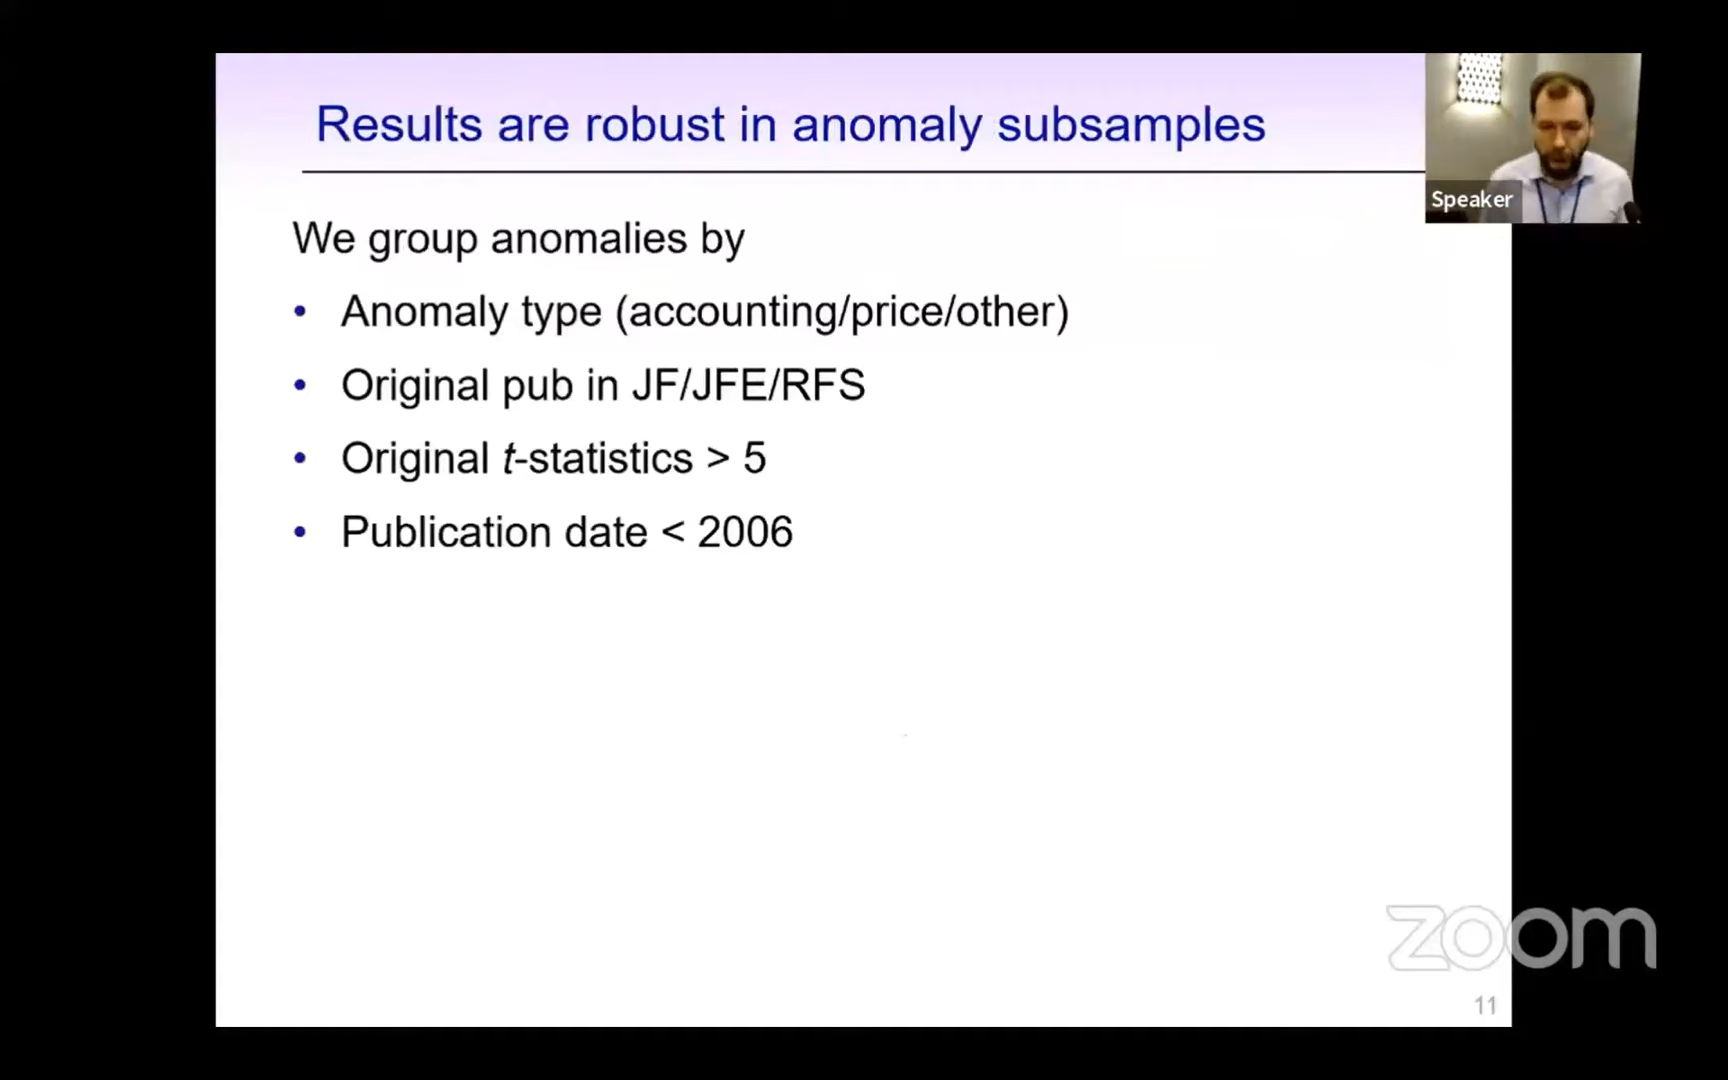 Results are robust in anomaly subsamples
Speaker
We group anomalies by
• Anomaly type (accounting/price/other)
• Original pub in JF/JFE/RFS
• Original t-statistics > 5
• Publication date < 2006
zoom
11